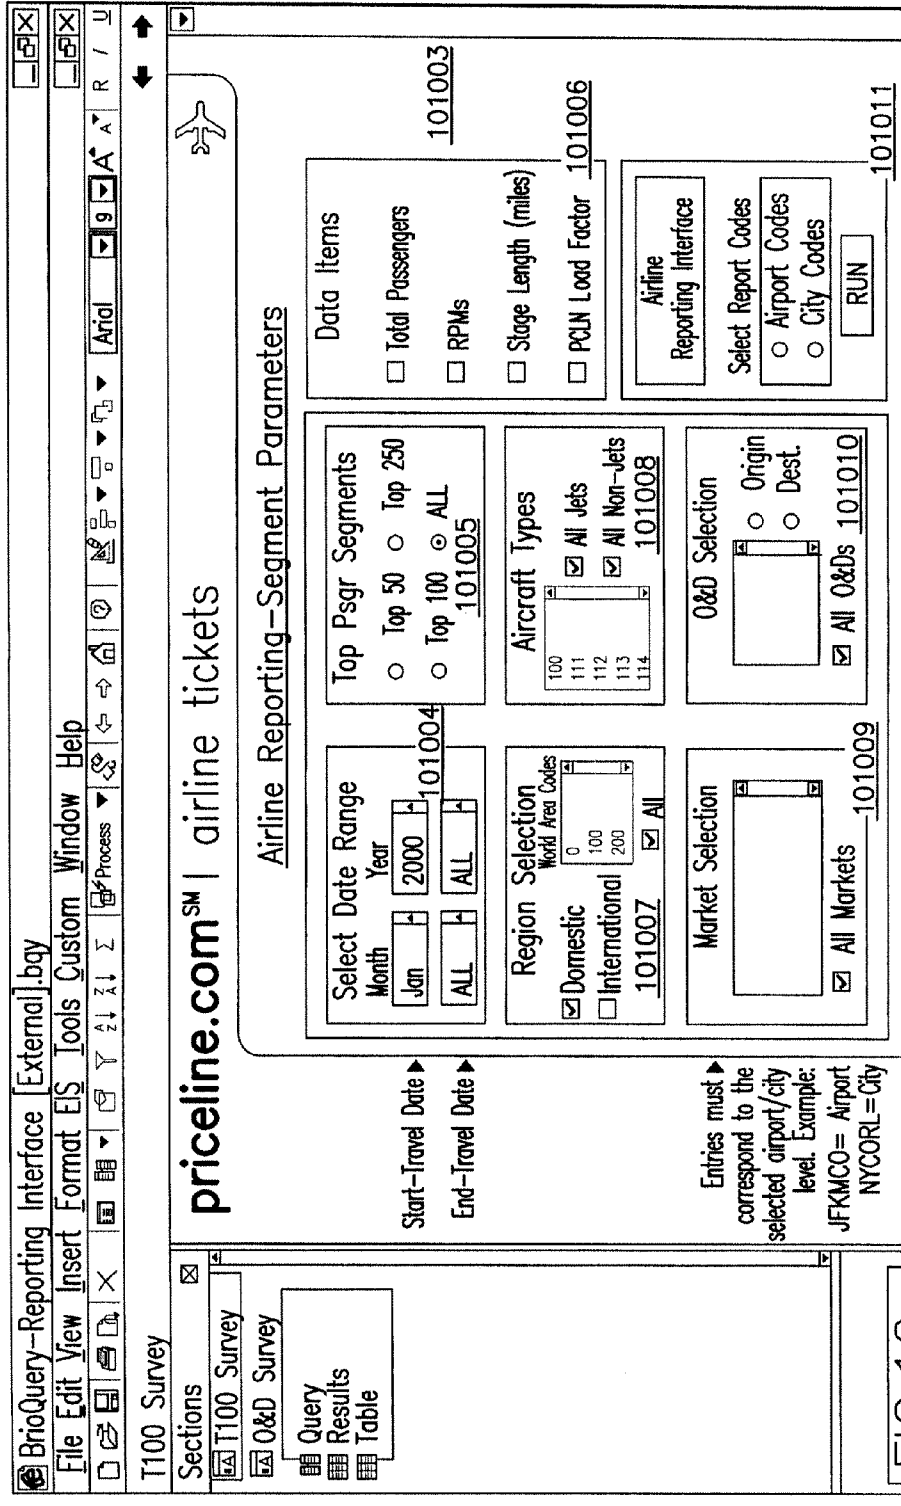 BrioQuery-Reporting Interface [External].bqy
File Edit View Insert Format EIS Tools Custom Window Help
Process
Arial 9 A A R / U
T100 Survey
Sections
T100 Survey
O&D Survey
Query
Results
Table
priceline.com℠ | airline tickets
Airline Reporting-Segment Parameters
101003
Start-Travel Date
End-Travel Date
Select Date Range
Month Year
Jan 2000
ALL ALL
101004
Top Psgr Segments
Top 50 Top 250
Top 100 ALL
101005
Data Items
Total Passengers
RPMs
Stage Length (miles)
PCLN Load Factor
101006
Region Selection
World Area Codes
Domestic
International
0
100
200
All
101007
Aircraft Types
100
111
112
113
114
All Jets
All Non-Jets
101008
Entries must
correspond to the
selected airport/city
level. Example:
JFKMCO= Airport
NYCORL=City
Market Selection
All Markets
101009
O&D Selection
Origin
Dest.
All O&Ds
101010
Airline
Reporting Interface
Select Report Codes
Airport Codes
City Codes
RUN
101011